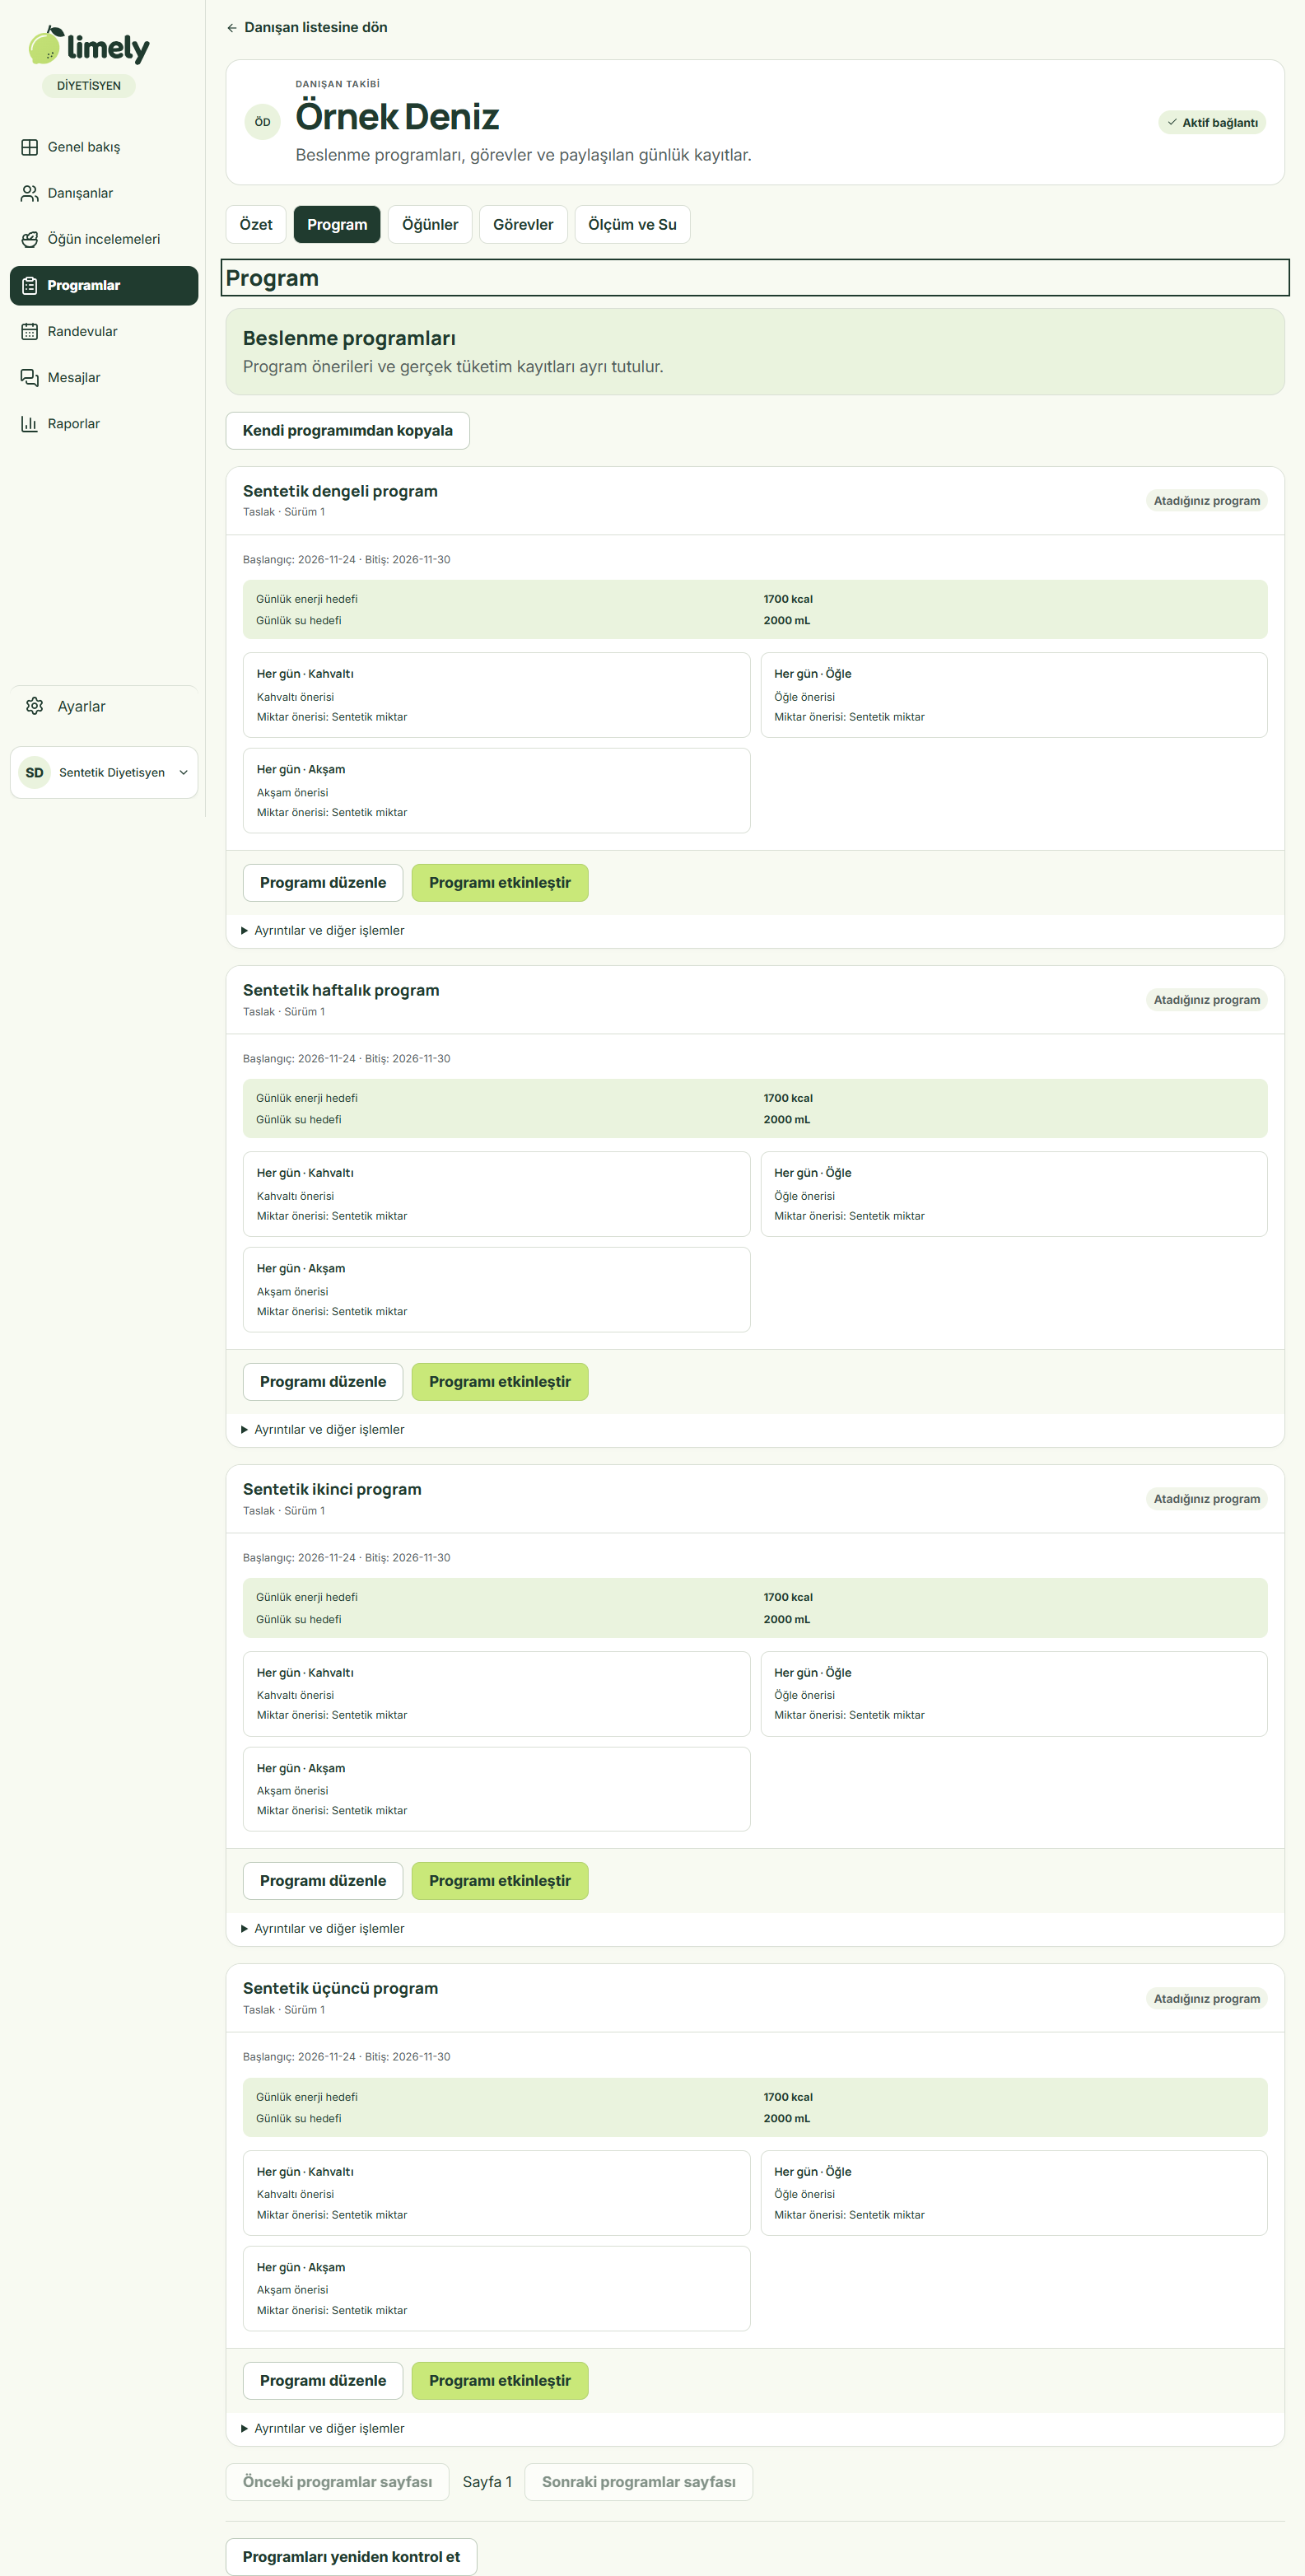 limely
DİYETİSYEN
Genel bakış
Danışanlar
Öğün incelemeleri
Programlar
Randevular
Mesajlar
Raporlar
Ayarlar
SD Sentetik Diyetisyen
← Danışan listesine dön
DANIŞAN TAKİBİ
ÖD Örnek Deniz
Beslenme programları, görevler ve paylaşılan günlük kayıtlar.
Aktif bağlantı
Özet Program Öğünler Görevler Ölçüm ve Su
Program
Beslenme programları
Program önerileri ve gerçek tüketim kayıtları ayrı tutulur.
Kendi programımdan kopyala
Sentetik dengeli program
Taslak · Sürüm 1
Atadığınız program
Başlangıç: 2026-11-24 · Bitiş: 2026-11-30
Günlük enerji hedefi 1700 kcal
Günlük su hedefi 2000 mL
Her gün · Kahvaltı
Kahvaltı önerisi
Miktar önerisi: Sentetik miktar
Her gün · Öğle
Öğle önerisi
Miktar önerisi: Sentetik miktar
Her gün · Akşam
Akşam önerisi
Miktar önerisi: Sentetik miktar
Programı düzenle Programı etkinleştir
Ayrıntılar ve diğer işlemler
Sentetik haftalık program
Taslak · Sürüm 1
Atadığınız program
Başlangıç: 2026-11-24 · Bitiş: 2026-11-30
Günlük enerji hedefi 1700 kcal
Günlük su hedefi 2000 mL
Her gün · Kahvaltı
Kahvaltı önerisi
Miktar önerisi: Sentetik miktar
Her gün · Öğle
Öğle önerisi
Miktar önerisi: Sentetik miktar
Her gün · Akşam
Akşam önerisi
Miktar önerisi: Sentetik miktar
Programı düzenle Programı etkinleştir
Ayrıntılar ve diğer işlemler
Sentetik ikinci program
Taslak · Sürüm 1
Atadığınız program
Başlangıç: 2026-11-24 · Bitiş: 2026-11-30
Günlük enerji hedefi 1700 kcal
Günlük su hedefi 2000 mL
Her gün · Kahvaltı
Kahvaltı önerisi
Miktar önerisi: Sentetik miktar
Her gün · Öğle
Öğle önerisi
Miktar önerisi: Sentetik miktar
Her gün · Akşam
Akşam önerisi
Miktar önerisi: Sentetik miktar
Programı düzenle Programı etkinleştir
Ayrıntılar ve diğer işlemler
Sentetik üçüncü program
Taslak · Sürüm 1
Atadığınız program
Başlangıç: 2026-11-24 · Bitiş: 2026-11-30
Günlük enerji hedefi 1700 kcal
Günlük su hedefi 2000 mL
Her gün · Kahvaltı
Kahvaltı önerisi
Miktar önerisi: Sentetik miktar
Her gün · Öğle
Öğle önerisi
Miktar önerisi: Sentetik miktar
Her gün · Akşam
Akşam önerisi
Miktar önerisi: Sentetik miktar
Programı düzenle Programı etkinleştir
Ayrıntılar ve diğer işlemler
Önceki programlar sayfası Sayfa 1 Sonraki programlar sayfası
Programları yeniden kontrol et